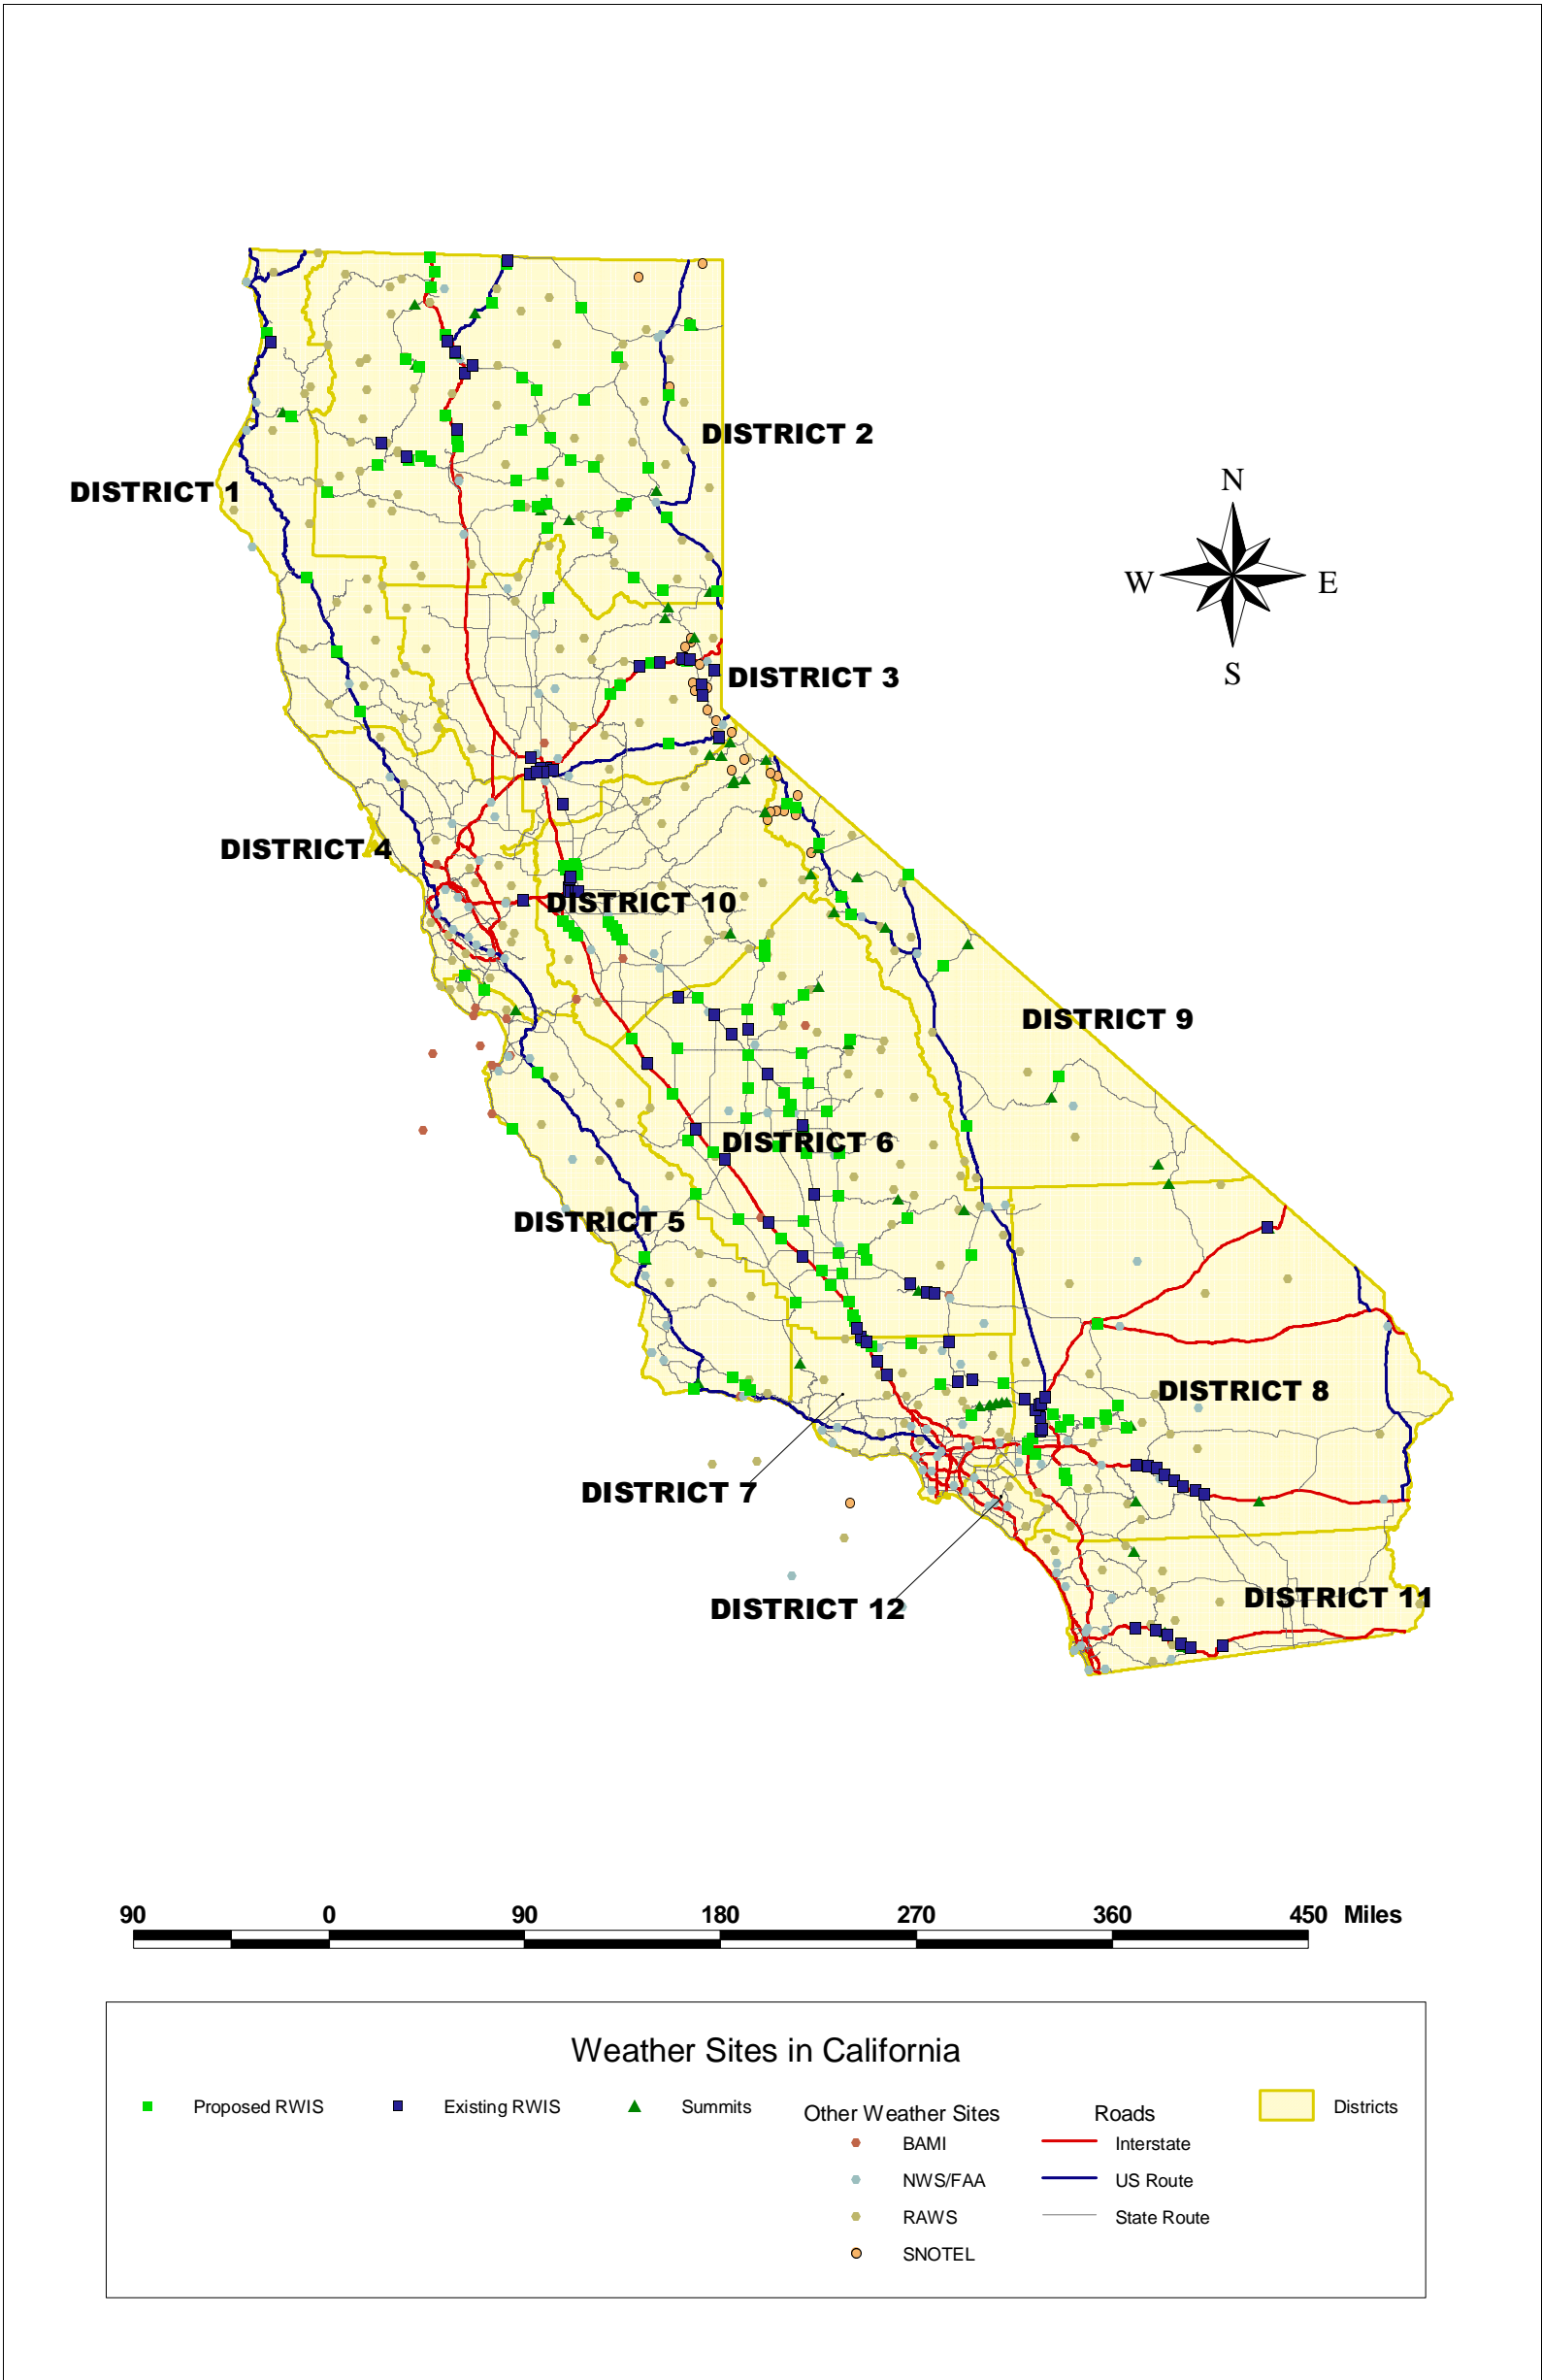 DISTRICT 2
N
DISTRICT 1
W E
S
DISTRICT 3
DISTRICT 4
DISTRICT 10
DISTRICT 9
DISTRICT 6
DISTRICT 5
DISTRICT 8
DISTRICT 7
DISTRICT 11
DISTRICT 12
90 0 90 180 270 360 450 Miles
Weather Sites in California
Proposed RWIS Existing RWIS Summits Other Weather Sites Roads Districts
BAMI Interstate
NWS/FAA US Route
RAWS State Route
SNOTEL